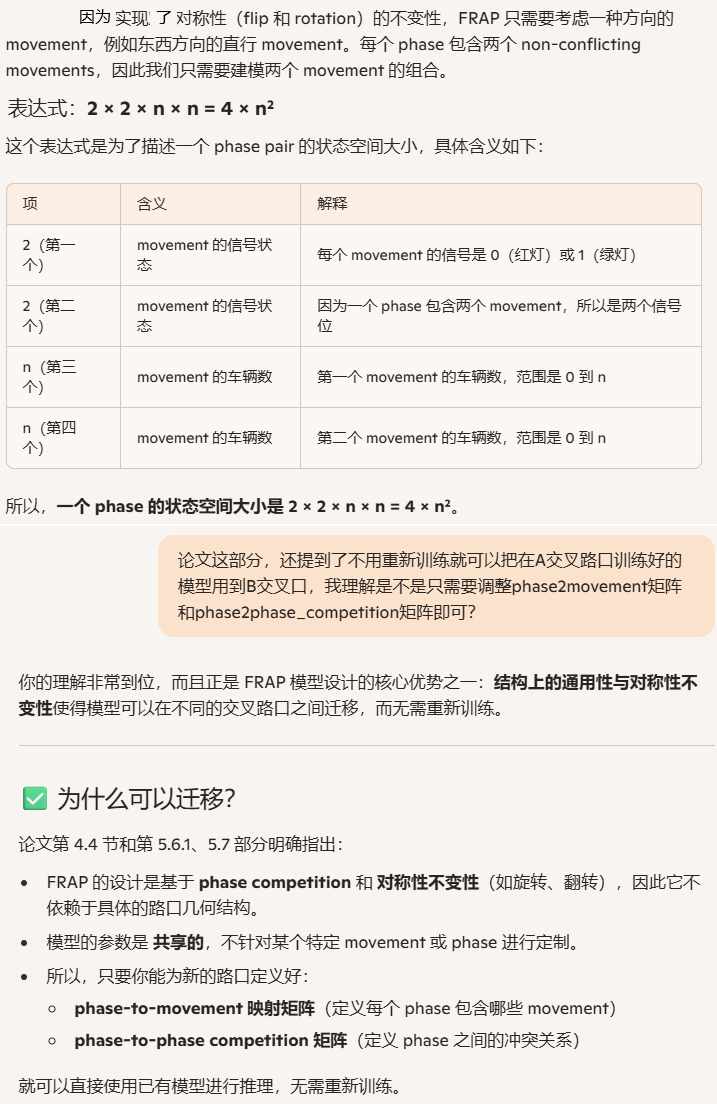 因为 实现 了 对称性（flip 和 rotation）的不变性，FRAP 只需要考虑一种方向的
movement，例如东西方向的直行 movement。每个 phase 包含两个 non-conflicting
movements，因此我们只需要建模两个 movement 的组合。
表达式：2 × 2 × n × n = 4 × n²
这个表达式是为了描述一个 phase pair 的状态空间大小，具体含义如下：
项 含义 解释
2（第一
个）
movement 的信号状
态
每个 movement 的信号是 0（红灯）或 1（绿灯）
2（第二
个）
movement 的信号状
态
因为一个 phase 包含两个 movement，所以是两个信号
位
n（第三
个）
movement 的车辆数
第一个 movement 的车辆数，范围是 0 到 n
n（第四
个）
movement 的车辆数
第二个 movement 的车辆数，范围是 0 到 n
所以，一个 phase 的状态空间大小是 2 × 2 × n × n = 4 × n²。
论文这部分，还提到了不用重新训练就可以把在A交叉路口训练好的
模型用到B交叉口，我理解是不是只需要调整phase2movement矩阵
和phase2phase_competition矩阵即可？
你的理解非常到位，而且正是 FRAP 模型设计的核心优势之一：结构上的通用性与对称性不
变性使得模型可以在不同的交叉路口之间迁移，而无需重新训练。
✅ 为什么可以迁移？
论文第 4.4 节和第 5.6.1、5.7 部分明确指出：
• FRAP 的设计是基于 phase competition 和 对称性不变性（如旋转、翻转），因此它不
依赖于具体的路口几何结构。
• 模型的参数是 共享的，不针对某个特定 movement 或 phase 进行定制。
• 所以，只要你能为新的路口定义好：
○ phase-to-movement 映射矩阵（定义每个 phase 包含哪些 movement）
○ phase-to-phase competition 矩阵（定义 phase 之间的冲突关系）
就可以直接使用已有模型进行推理，无需重新训练。